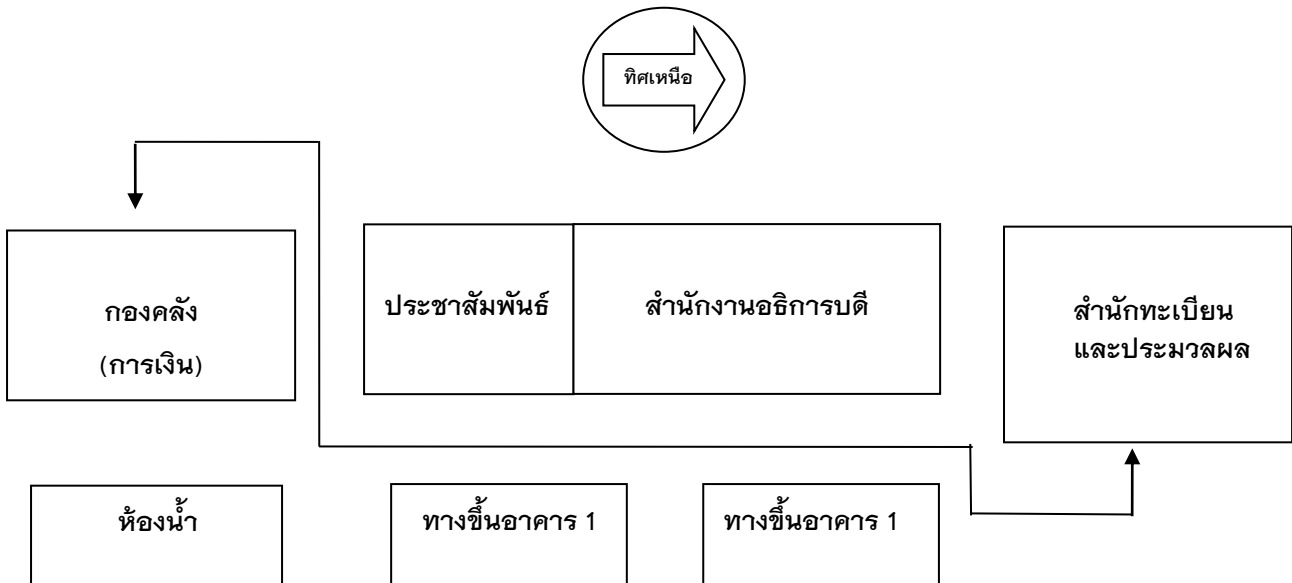 ทิศเหนือ
กองคลัง
(การเงิน)
ประชาสัมพันธ์
สำนักงานอธิการบดี
สำนักทะเบียน
และประมวลผล
ห้องน้ำ
ทางขึ้นอาคาร 1
ทางขึ้นอาคาร 1